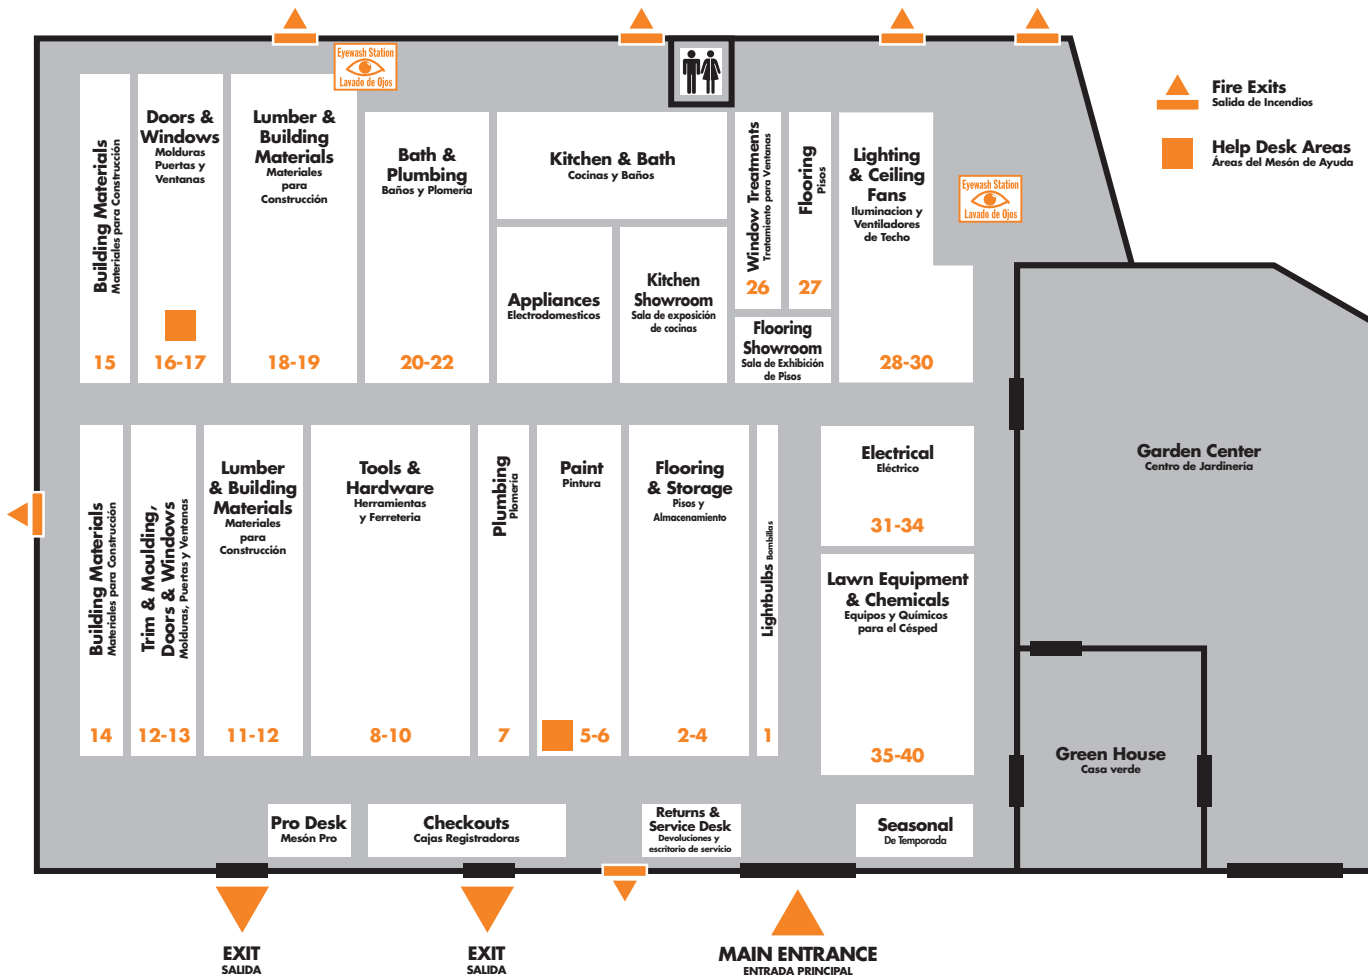 Eyewash Station
Lavado de Ojos
Fire Exits
Salida de Incendios
Help Desk Areas
Áreas del Mesón de Ayuda
Building Materials
Materiales para Construcción
15
Doors &
Windows
Molduras
Puertas y
Ventanas
16-17
Lumber &
Building
Materials
Materiales
para
Construcción
18-19
Bath &
Plumbing
Baños y Plomería
20-22
Kitchen & Bath
Cocinas y Baños
Appliances
Electrodomesticos
Kitchen
Showroom
Sala de exposición
de cocinas
Window Treatments
Tratamiento para Ventanas
26
Flooring
Pisos
27
Flooring
Showroom
Sala de Exhibición
de Pisos
Lighting
& Ceiling
Fans
Iluminacion y
Ventiladores
de Techo
28-30
Eyewash Station
Lavado de Ojos
Building Materials
Materiales para Construcción
14
Trim & Moulding,
Doors & Windows
Molduras, Puertas y Ventanas
12-13
Lumber
& Building
Materials
Materiales
para
Construcción
11-12
Tools &
Hardware
Herramientas
y Ferreteria
8-10
Plumbing
Plomería
7
Paint
Pintura
5-6
Flooring
& Storage
Pisos y
Almacenamiento
2-4
Lightbulbs Bombillas
1
Electrical
Eléctrico
31-34
Lawn Equipment
& Chemicals
Equipos y Químicos
para el Césped
35-40
Garden Center
Centro de Jardinería
Green House
Casa verde
Pro Desk
Mesón Pro
Checkouts
Cajas Registradoras
Returns &
Service Desk
Devoluciones y
escritorio de servicio
Seasonal
De Temporada
EXIT
SALIDA
EXIT
SALIDA
MAIN ENTRANCE
ENTRADA PRINCIPAL